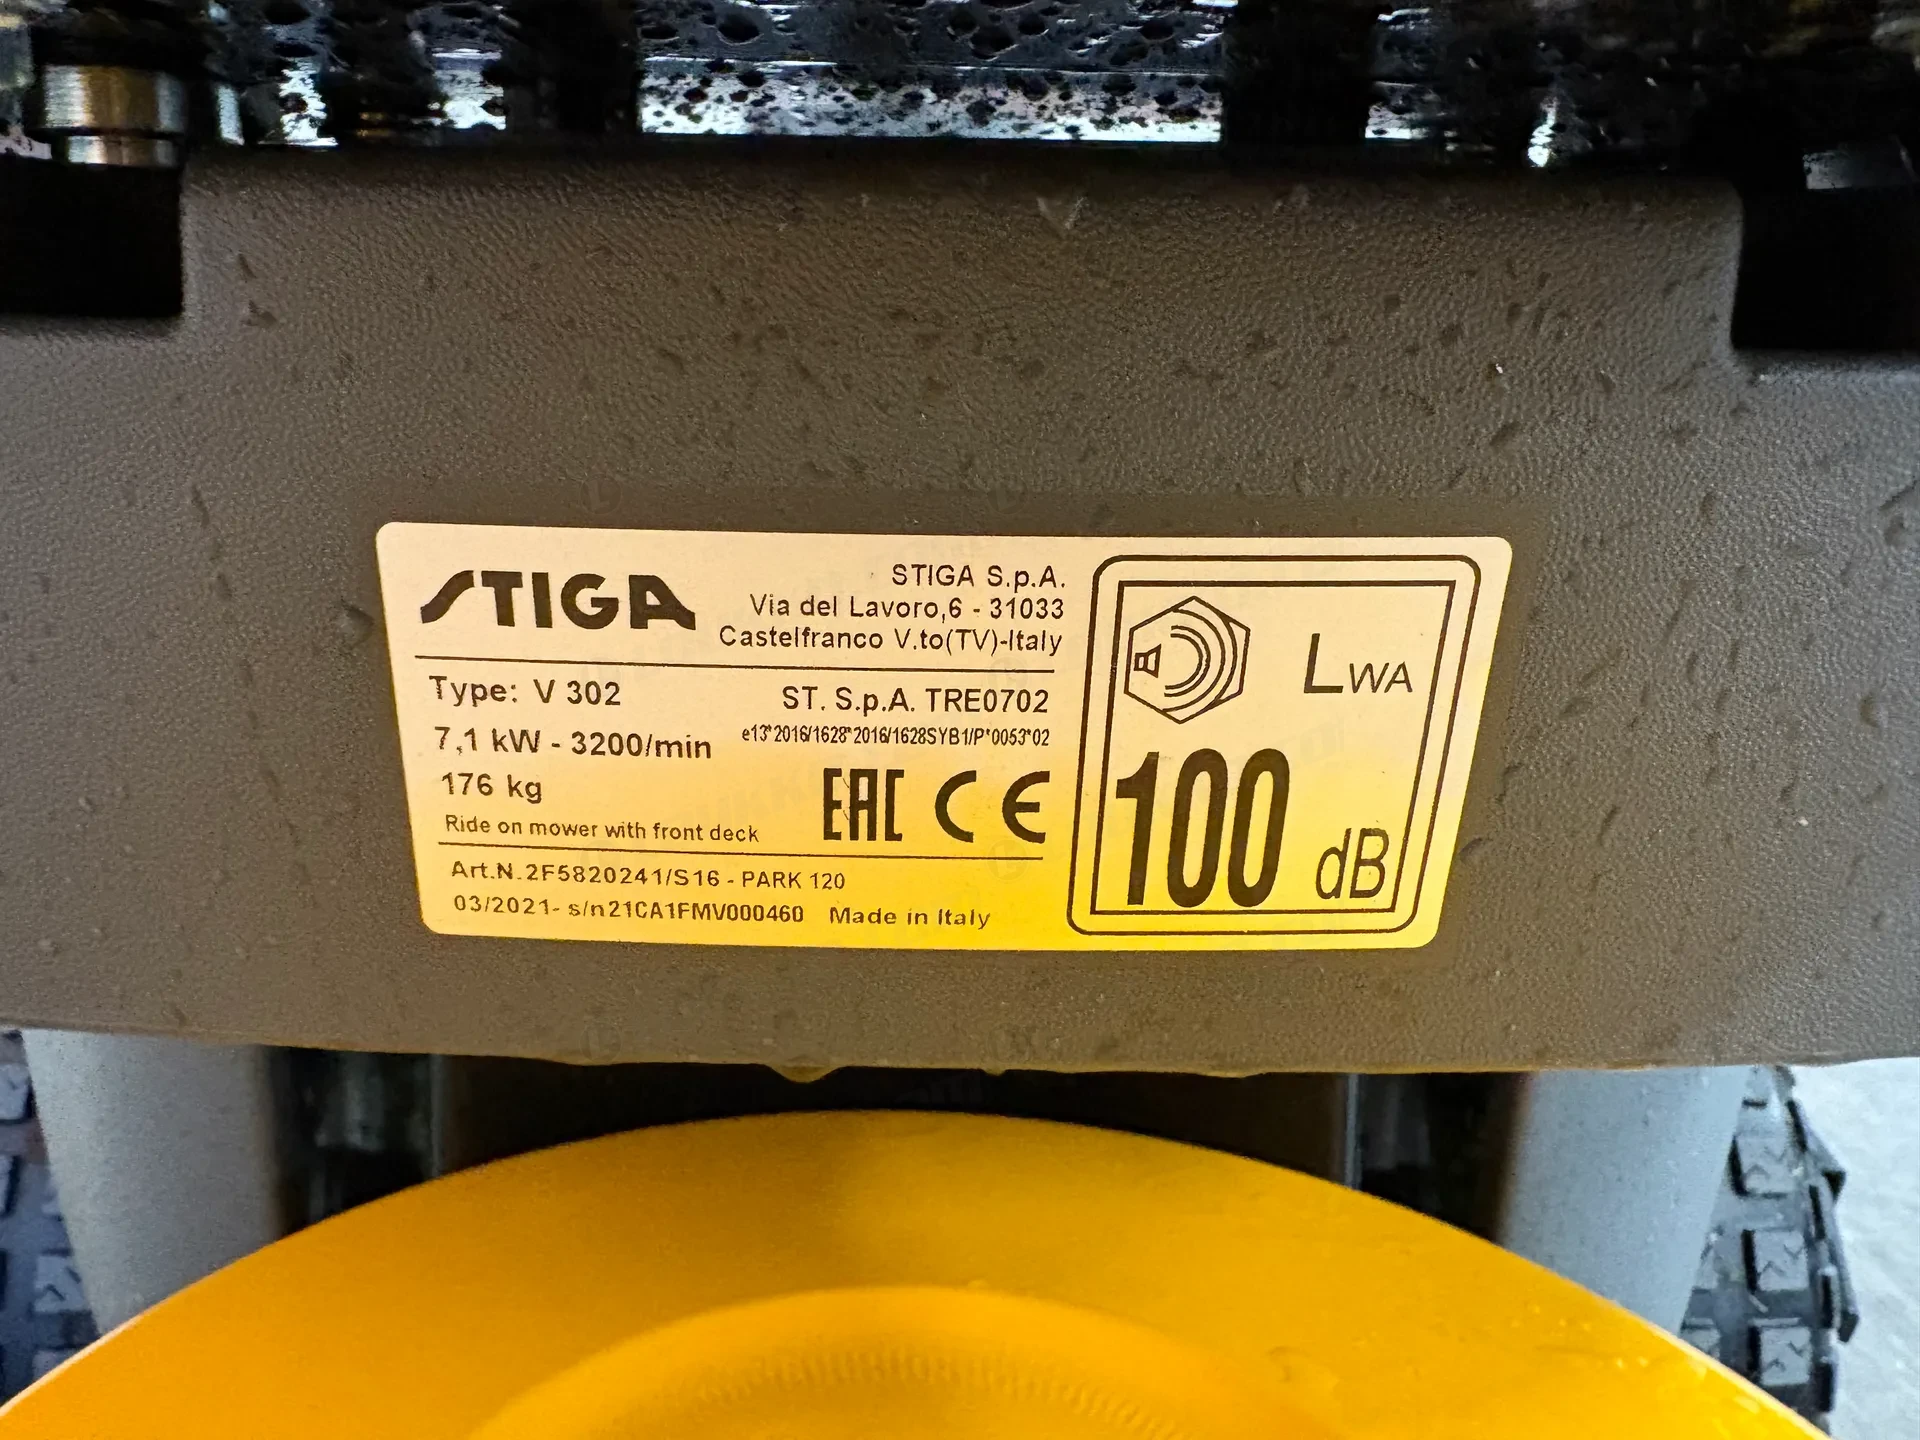 STIGA
STIGA S.p.A.
Via del Lavoro,6 - 31033
Castelfranco V.to(TV)-Italy
Type: V 302
ST. S.p.A. TRE0702
7,1 kW - 3200/min
e13*2016/1628*2016/1628SYB1/P*0053*02
176 kg
EAC CE
Ride on mower with front deck
Art.N.2F5820241/S16 - PARK 120
03/2021- s/n21CA1FMV000460 Made in Italy
LWA
100 dB